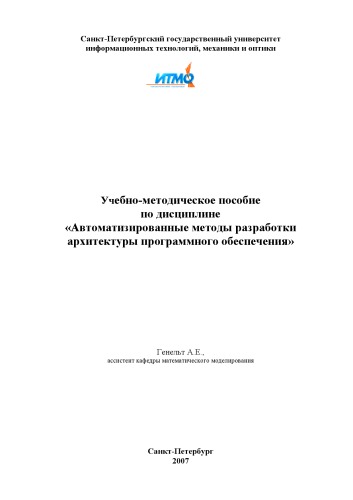 Санкт-Петербургский государственный университет
информационных технологий, механики и оптики
ИТМО
Учебно-методическое пособие
по дисциплине
«Автоматизированные методы разработки
архитектуры программного обеспечения»
Генельт А.Е.,
ассистент кафедры математического моделирования
Санкт-Петербург
2007